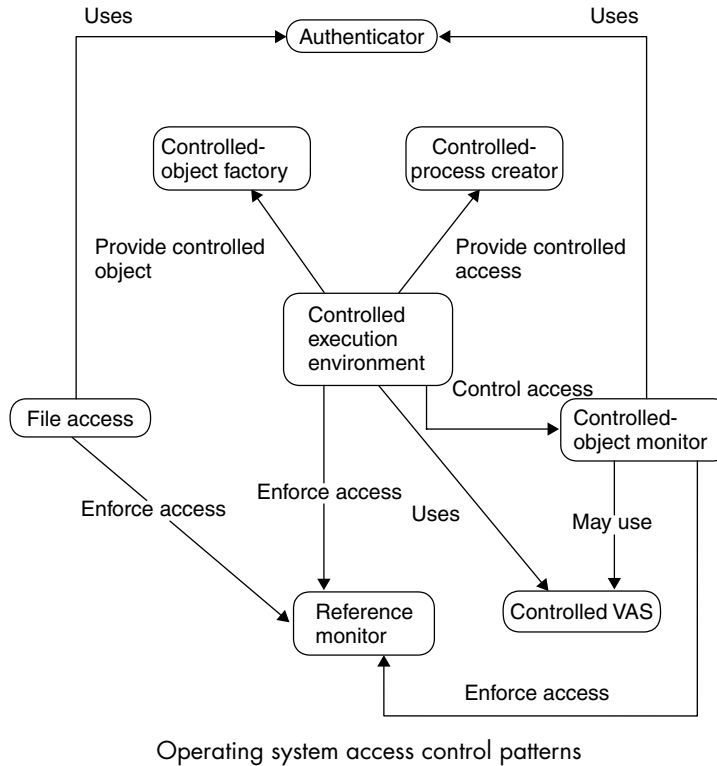 Uses
Uses
Authenticator
Controlled-
object factory
Controlled-
process creator
Provide controlled
object
Provide controlled
access
Controlled
execution
environment
Control access
File access
Controlled-
object monitor
Enforce access
Enforce access
Uses
May use
Reference
monitor
Controlled VAS
Enforce access
Operating system access control patterns